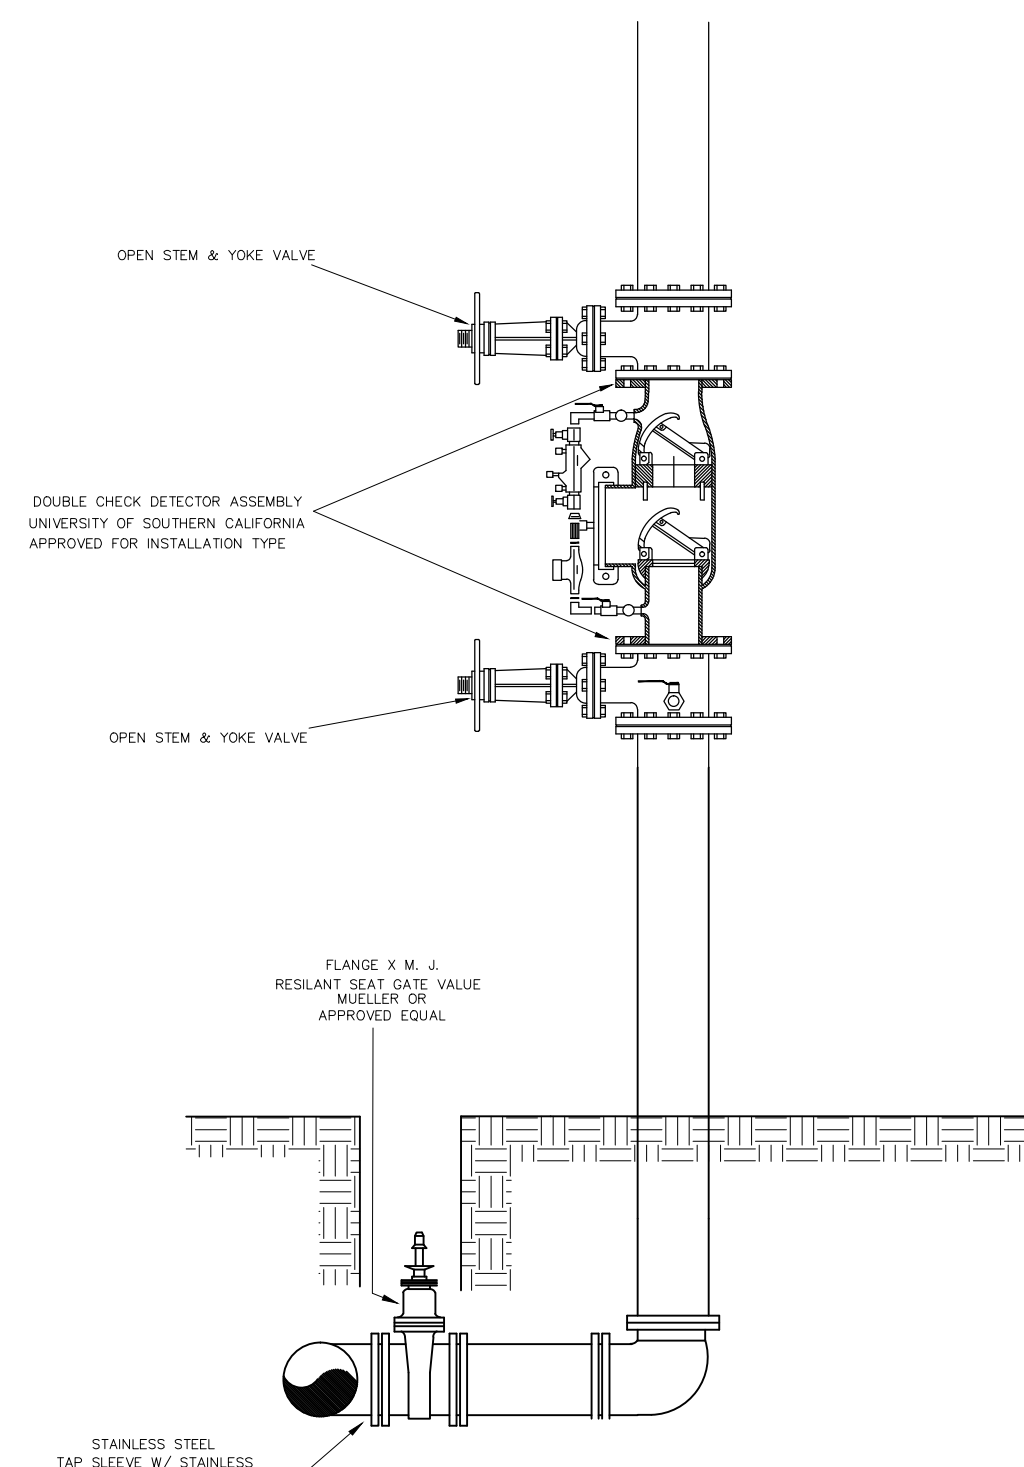 OPEN STEM & YOKE VALVE
DOUBLE CHECK DETECTOR ASSEMBLY
UNIVERSITY OF SOUTHERN CALIFORNIA
APPROVED FOR INSTALLATION TYPE
OPEN STEM & YOKE VALVE
FLANGE X M. J.
RESILANT SEAT GATE VALUE
MUELLER OR
APPROVED EQUAL
STAINLESS STEEL
TAP SLEEVE W/ STAINLESS